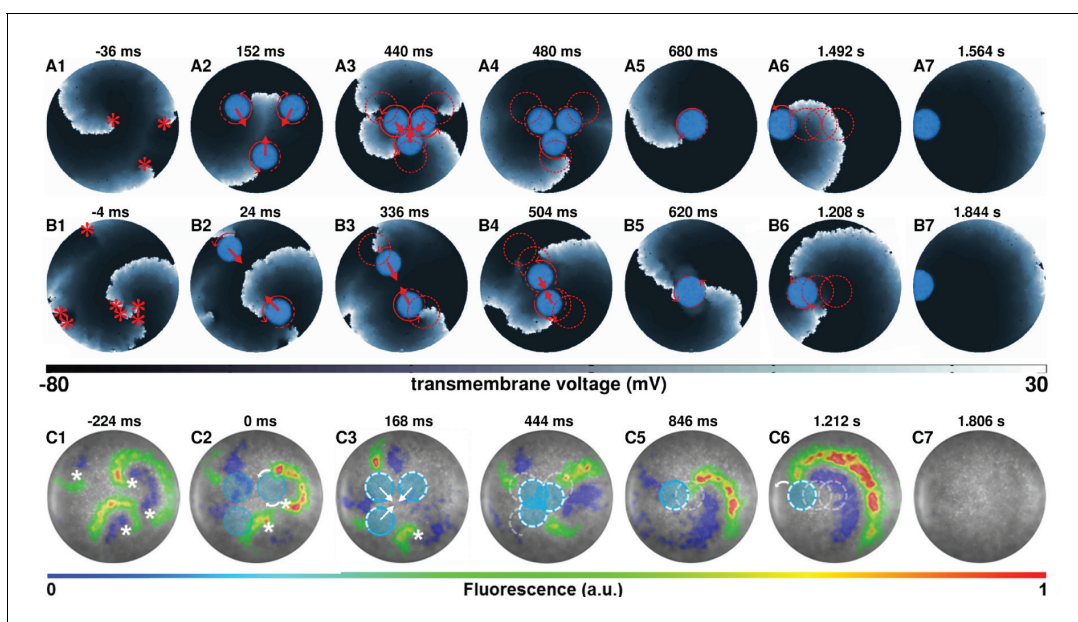 -36 ms 152 ms 440 ms 480 ms 680 ms 1.492 s 1.564 s
A1 A2 A3 A4 A5 A6 A7
-4 ms 24 ms 336 ms 504 ms 620 ms 1.208 s 1.844 s
B1 B2 B3 B4 B5 B6 B7
-80 transmembrane voltage (mV) 30
-224 ms 0 ms 168 ms 444 ms 846 ms 1.212 s 1.806 s
C1 C2 C3 C5 C6 C7
0 Fluorescence (a.u.) 1